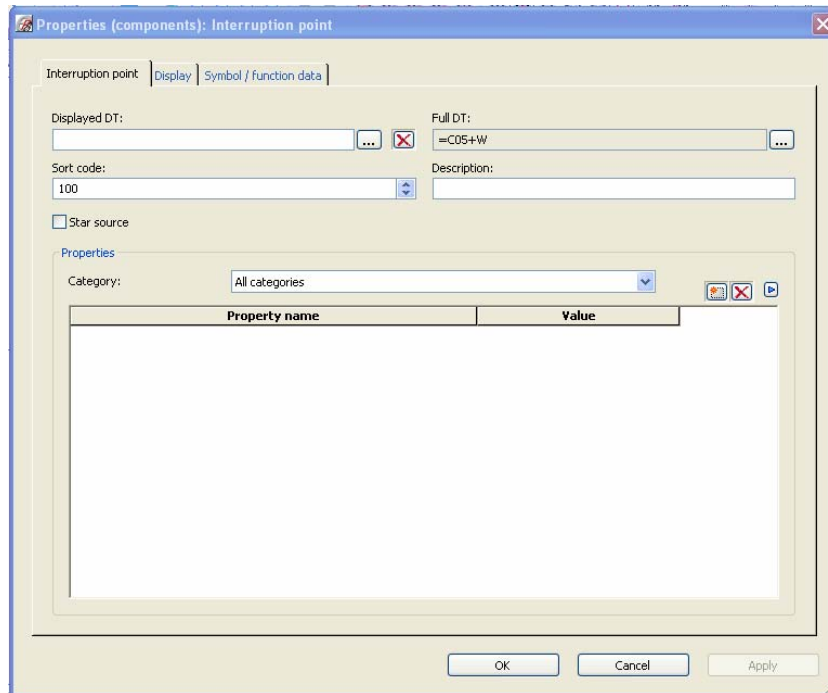 Properties (components): Interruption point
Interruption point Display Symbol / function data
Displayed DT: Full DT:
... =C05+W ...
Sort code: Description:
100
Star source
Properties
Category: All categories
Property name Value
OK Cancel Apply